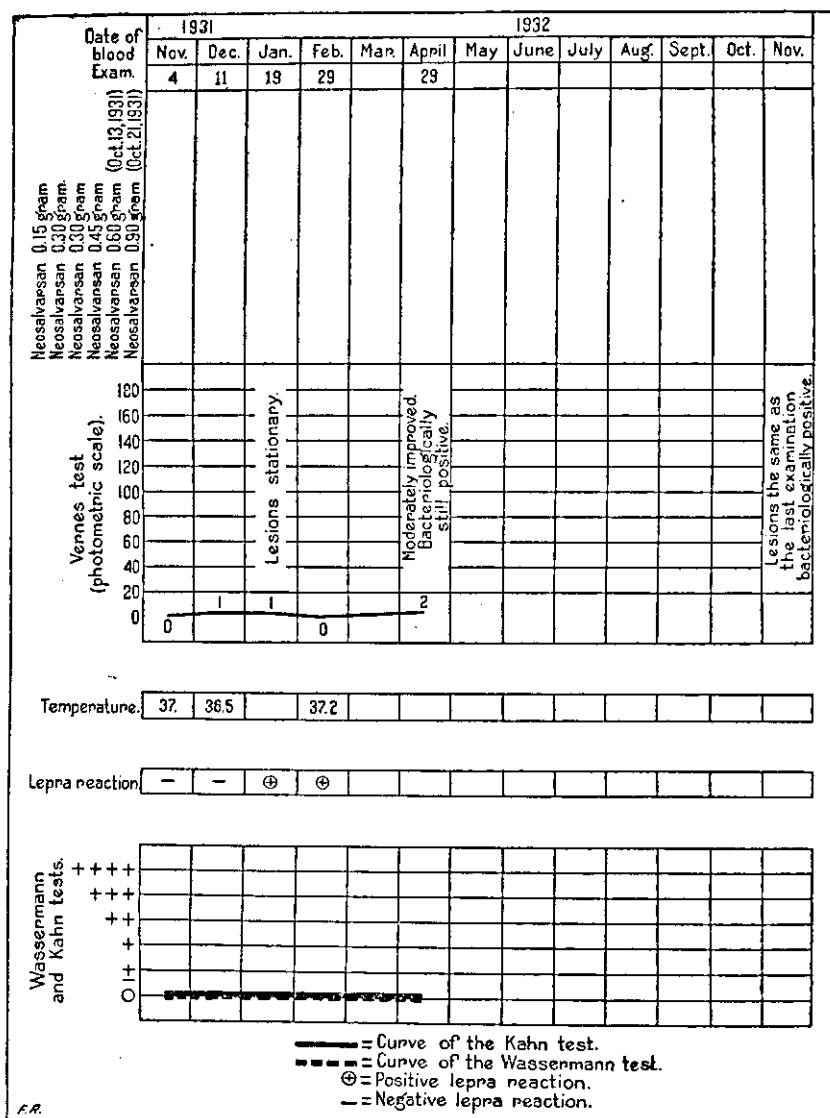 1931 1932
Date of blood Exam.
Nov. Dec. Jan. Feb. Mar. April May June July Aug. Sept. Oct. Nov.
4 11 19 29 29
Neosalvarsan 0.15 gram
Neosalvarsan 0.30 gram.
Neosalvarsan 0.30 gram
Neosalvarsan 0.45 gram
Neosalvarsan 0.60 gram (Oct.13,1931)
Neosalvarsan 0.90 gram (Oct.21,1931)
Vernes test
(photometric scale).
180
160
140
120
100
80
60
40
20
0
Lesions stationary.
Moderately improved.
Bacteriologically
still positive.
Lesions the same as
the last examination
bacteriologically positive.
0 1 1 0 2
Temperature. 37. 36.5 37.2
Lepra reaction. − − ⊕ ⊕
Wassermann
and Kahn tests.
++++
+++
++
+
±
O
= Curve of the Kahn test.
= Curve of the Wassermann test.
⊕ = Positive lepra reaction.
− = Negative lepra reaction.
F.R.